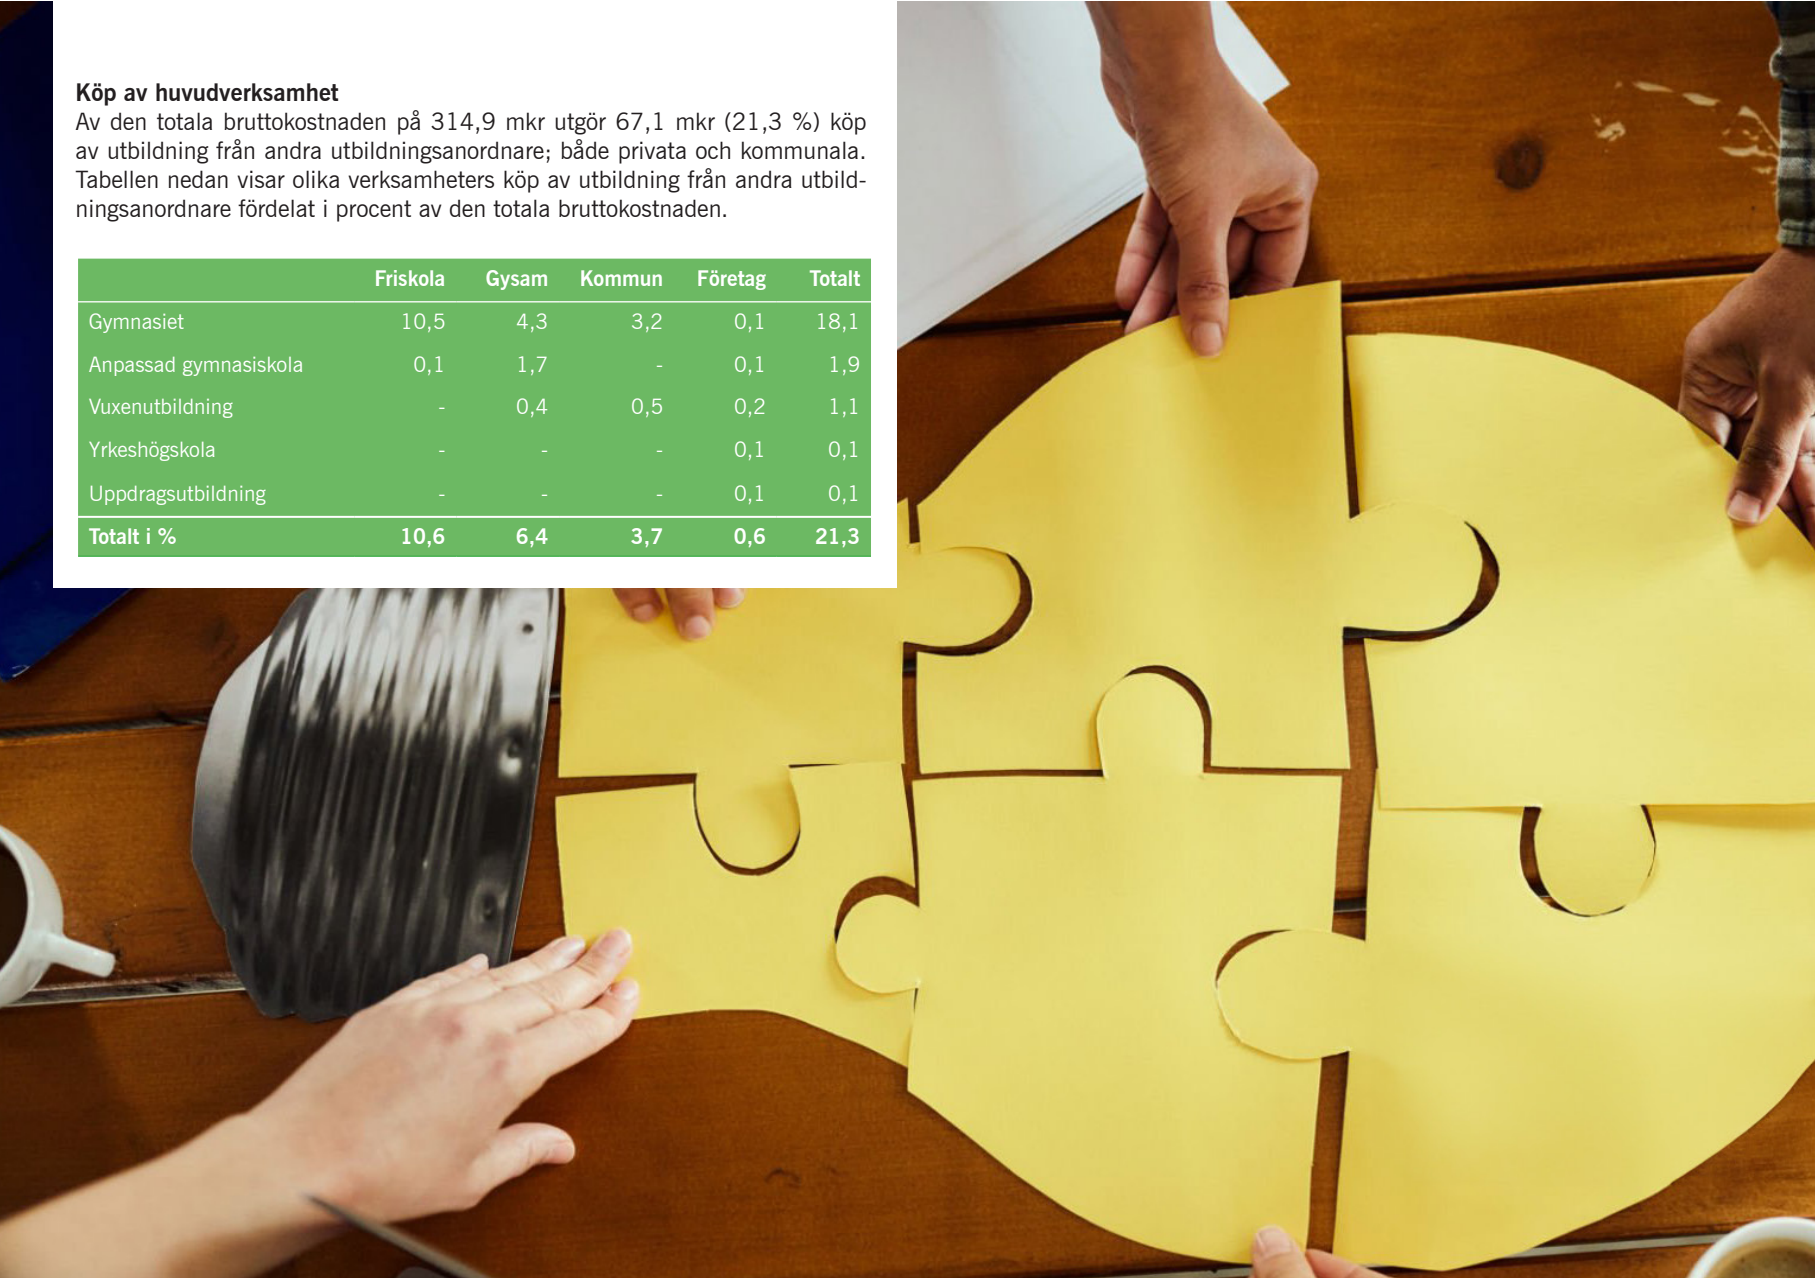 Köp av huvudverksamhet
Av den totala bruttokostnaden på 314,9 mkr utgör 67,1 mkr (21,3 %) köp
av utbildning från andra utbildningsanordnare; både privata och kommunala.
Tabellen nedan visar olika verksamheters köp av utbildning från andra utbild-
ningsanordnare fördelat i procent av den totala bruttokostnaden.
Friskola Gysam Kommun Företag Totalt
Gymnasiet 10,5 4,3 3,2 0,1 18,1
Anpassad gymnasiskola 0,1 1,7 - 0,1 1,9
Vuxenutbildning - 0,4 0,5 0,2 1,1
Yrkeshögskola - - - 0,1 0,1
Uppdragsutbildning - - - 0,1 0,1
Totalt i % 10,6 6,4 3,7 0,6 21,3